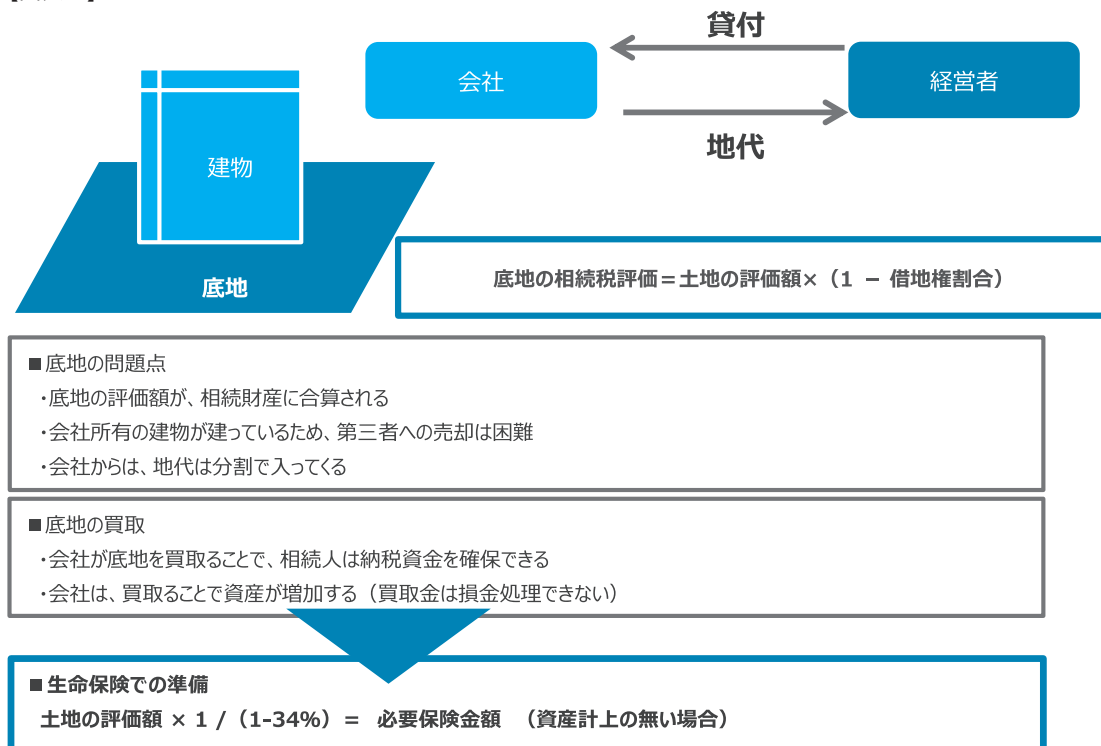 貸付
会社
経営者
地代
建物
底地
底地の相続税評価＝土地の評価額×（1 － 借地権割合）
■底地の問題点
・底地の評価額が、相続財産に合算される
・会社所有の建物が建っているため、第三者への売却は困難
・会社からは、地代は分割で入ってくる
■底地の買取
・会社が底地を買取ることで、相続人は納税資金を確保できる
・会社は、買取ることで資産が増加する（買取金は損金処理できない）
■生命保険での準備
土地の評価額 × 1 /（1-34%）＝ 必要保険金額 （資産計上の無い場合）